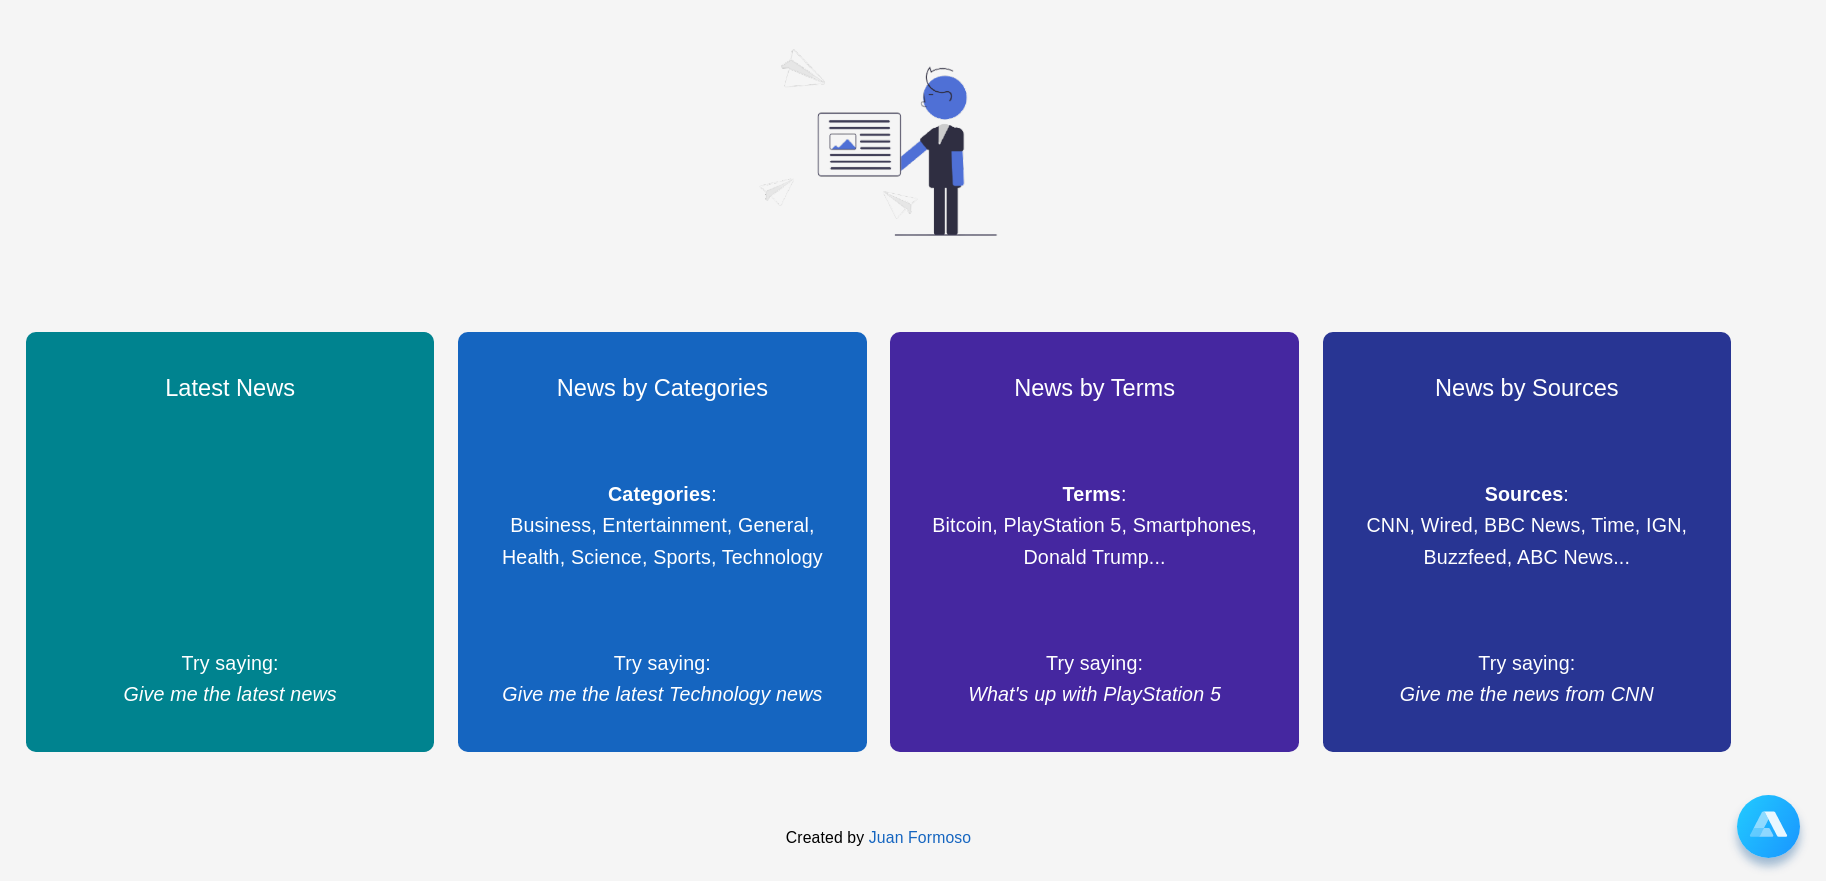 Latest News
Try saying:
Give me the latest news
News by Categories
Categories:
Business, Entertainment, General,
Health, Science, Sports, Technology
Try saying:
Give me the latest Technology news
News by Terms
Terms:
Bitcoin, PlayStation 5, Smartphones,
Donald Trump...
Try saying:
What's up with PlayStation 5
News by Sources
Sources:
CNN, Wired, BBC News, Time, IGN,
Buzzfeed, ABC News...
Try saying:
Give me the news from CNN
Created by Juan Formoso